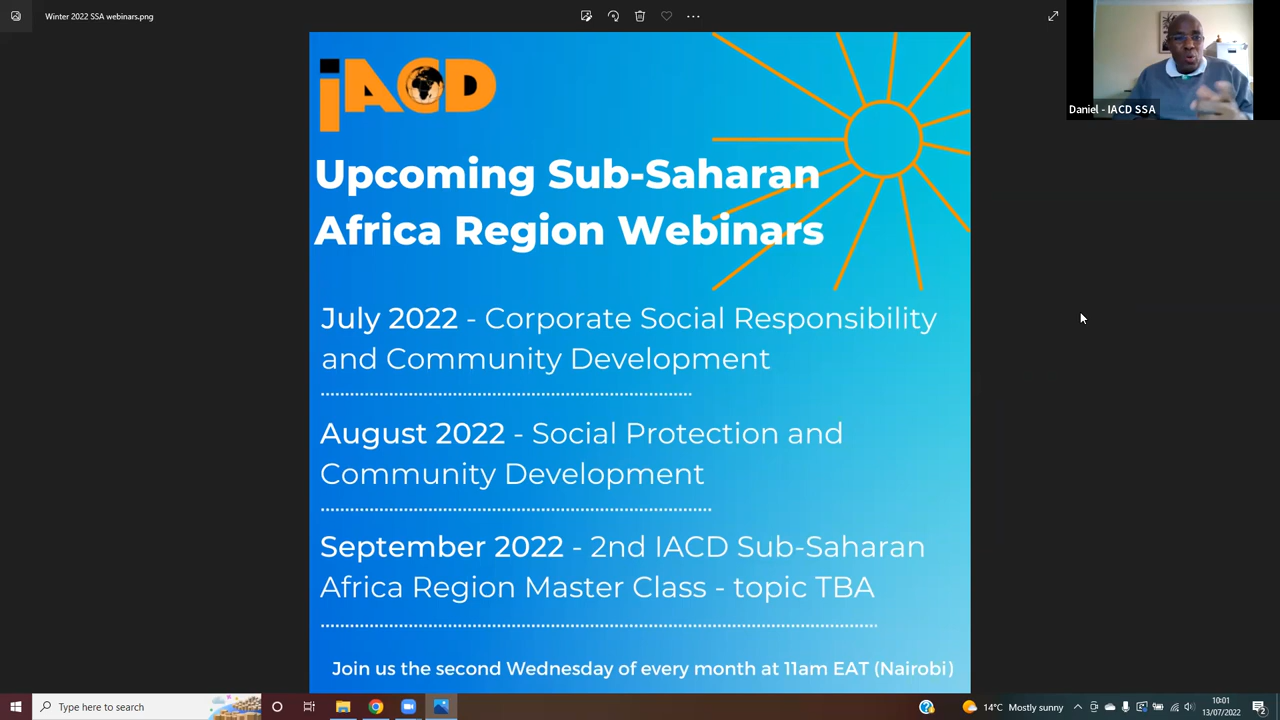 Winter 2022 SSA webinars.png
Daniel - IACD SSA
iACD
Upcoming Sub-Saharan
Africa Region Webinars
July 2022 - Corporate Social Responsibility
and Community Development
August 2022 - Social Protection and
Community Development
September 2022 - 2nd IACD Sub-Saharan
Africa Region Master Class - topic TBA
Join us the second Wednesday of every month at 11am EAT (Nairobi)
Type here to search
14°C Mostly sunny
10:01
13/07/2022
2